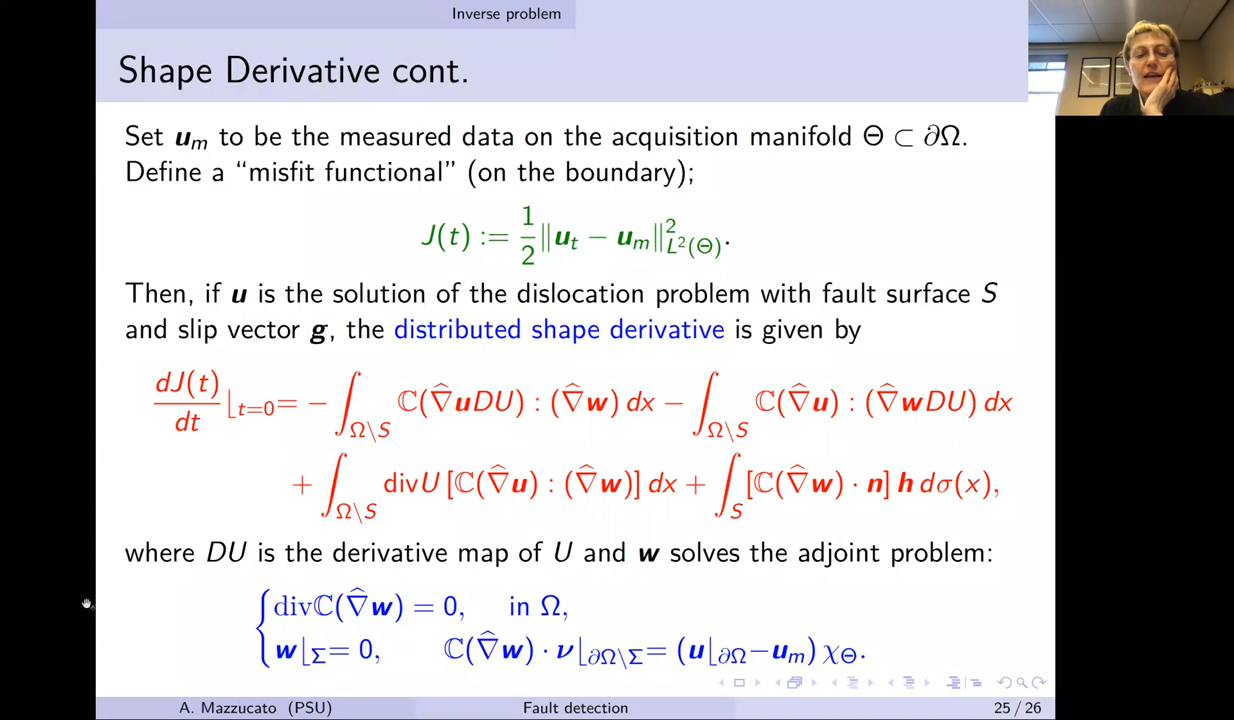 Inverse problem
Shape Derivative cont.
Set u_m to be the measured data on the acquisition manifold Θ ⊂ ∂Ω.
Define a “misfit functional” (on the boundary);
J(t) := 1/2 ‖u_t − u_m‖²_{L²(Θ)}.
Then, if u is the solution of the dislocation problem with fault surface S
and slip vector g, the distributed shape derivative is given by
dJ(t)/dt ⌊_{t=0}= − ∫_{Ω\S} ℂ(∇̂uDU) : (∇̂w) dx − ∫_{Ω\S} ℂ(∇̂u) : (∇̂wDU) dx
+ ∫_{Ω\S} divU [ℂ(∇̂u) : (∇̂w)] dx + ∫_S [ℂ(∇̂w) · n] h dσ(x),
where DU is the derivative map of U and w solves the adjoint problem:
{ divℂ(∇̂w) = 0, in Ω,
w⌊_Σ= 0, ℂ(∇̂w) · ν⌊_{∂Ω\Σ}= (u⌊_{∂Ω}−u_m) χ_Θ.
A. Mazzucato (PSU) Fault detection 25 / 26